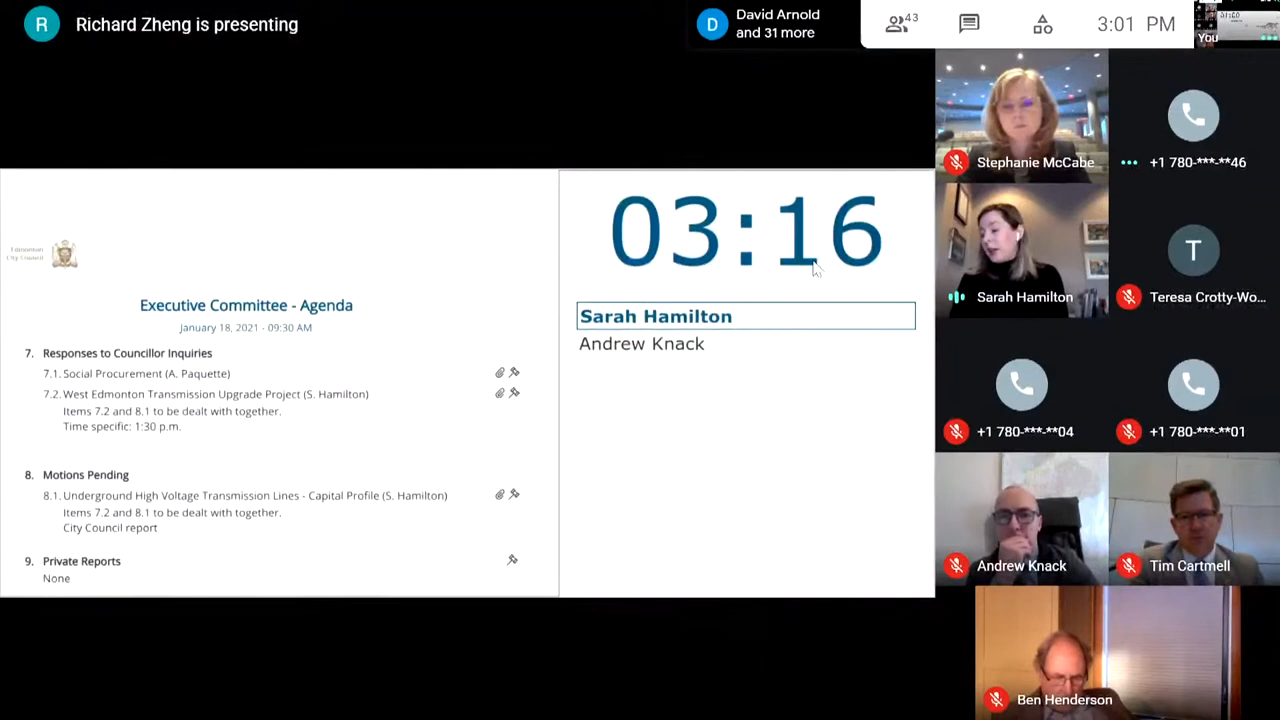 R
Richard Zheng is presenting
D
David Arnold
and 31 more
43
3:01 PM
You
Stephanie McCabe
+1 780-***-**46
Edmonton
City Council
03:16
Sarah Hamilton
Teresa Crotty-Wo...
T
Executive Committee - Agenda
January 18, 2021 - 09:30 AM
Sarah Hamilton
Andrew Knack
7. Responses to Councillor Inquiries
7.1. Social Procurement (A. Paquette)
7.2. West Edmonton Transmission Upgrade Project (S. Hamilton)
Items 7.2 and 8.1 to be dealt with together.
Time specific: 1:30 p.m.
+1 780-***-**04
+1 780-***-**01
8. Motions Pending
8.1. Underground High Voltage Transmission Lines - Capital Profile (S. Hamilton)
Items 7.2 and 8.1 to be dealt with together.
City Council report
9. Private Reports
None
Andrew Knack
Tim Cartmell
Ben Henderson